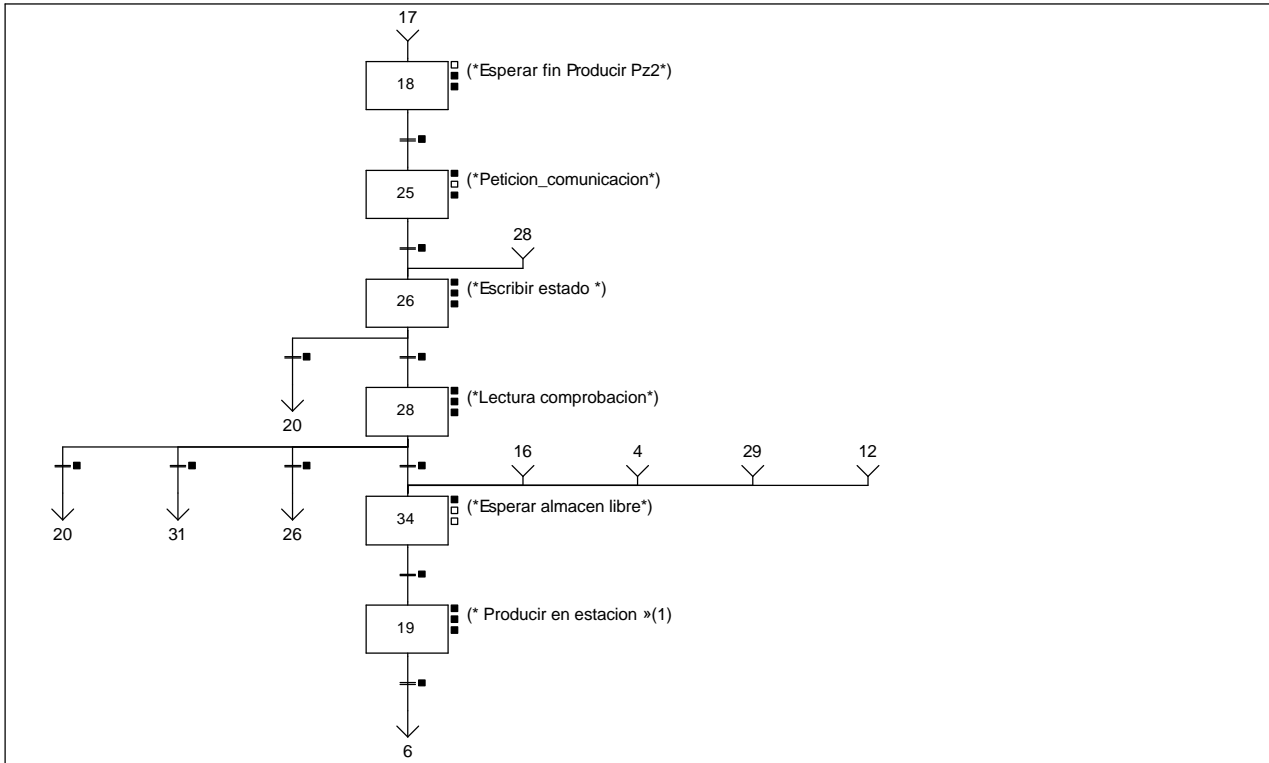 17
18 (*Esperar fin Producir Pz2*)
25 (*Peticion_comunicacion*)
28
26 (*Escribir estado *)
28 (*Lectura comprobacion*)
20
16 4 29 12
34 (*Esperar almacen libre*)
20 31 26
19 (* Producir en estacion »(1)
6